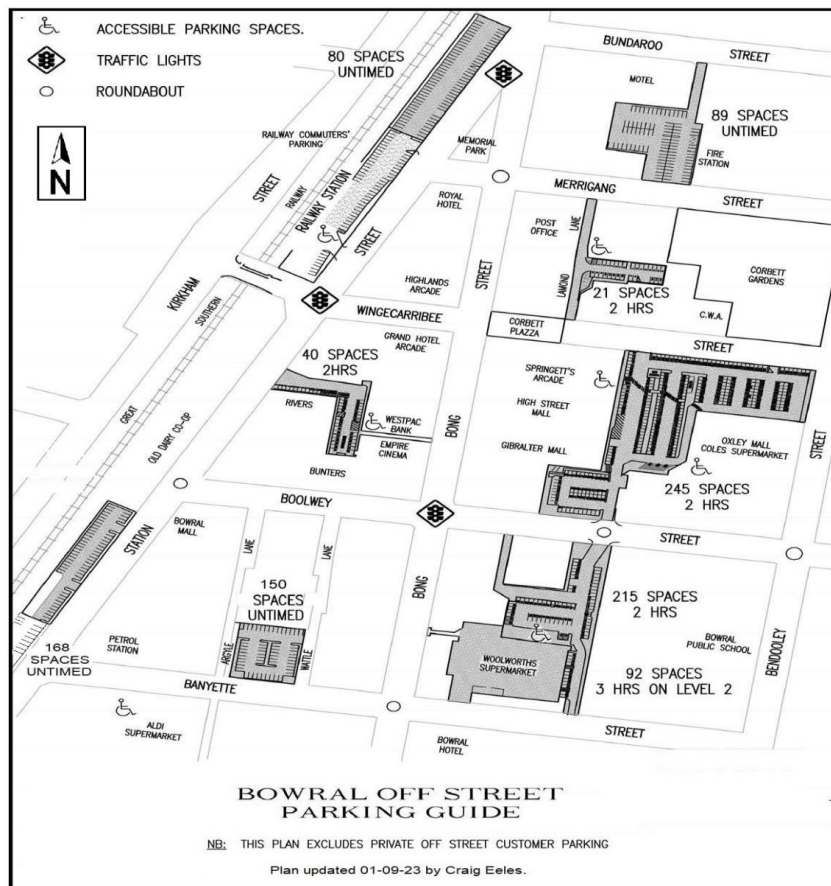 ACCESSIBLE PARKING SPACES.
TRAFFIC LIGHTS
ROUNDABOUT
N
80 SPACES
UNTIMED
BUNDAROO
STREET
MOTEL
89 SPACES
UNTIMED
FIRE
STATION
RAILWAY COMMUTERS'
PARKING
MEMORIAL
PARK
STREET
RAILWAY
RAILWAY STATION
STREET
MERRIGANG
STREET
ROYAL
HOTEL
POST
OFFICE
LANE
LAMOND
CORBETT
GARDENS
KIRKHAM
SOUTHERN
HIGHLANDS
ARCADE
STREET
21 SPACES
2 HRS
C.W.A.
WINGECARRIBEE
CORBETT
PLAZZA
STREET
GRAND HOTEL
ARCADE
40 SPACES
2HRS
RIVERS
SPRINGETT'S
ARCADE
HIGH STREET
MALL
GREAT
OLD DAIRY CO-OP
WESTPAC
BANK
EMPIRE
CINEMA
BONG
GIBRALTER MALL
OXLEY MALL
COLES SUPERMARKET
STREET
BUNTERS
245 SPACES
2 HRS
BOOLWEY
STREET
STATION
BOWRAL
MALL
LANE
LANE
150
SPACES
UNTIMED
BONG
215 SPACES
2 HRS
BOWRAL
PUBLIC SCHOOL
BENDOOLEY
168
SPACES
UNTIMED
PETROL
STATION
ARGYLE
WATTLE
WOOLWORTHS
SUPERMARKET
92 SPACES
3 HRS ON LEVEL 2
BANYETTE
STREET
ALDI
SUPERMARKET
BOWRAL
HOTEL
BOWRAL OFF STREET
PARKING GUIDE
NB: THIS PLAN EXCLUDES PRIVATE OFF STREET CUSTOMER PARKING
Plan updated 01-09-23 by Craig Eeles.